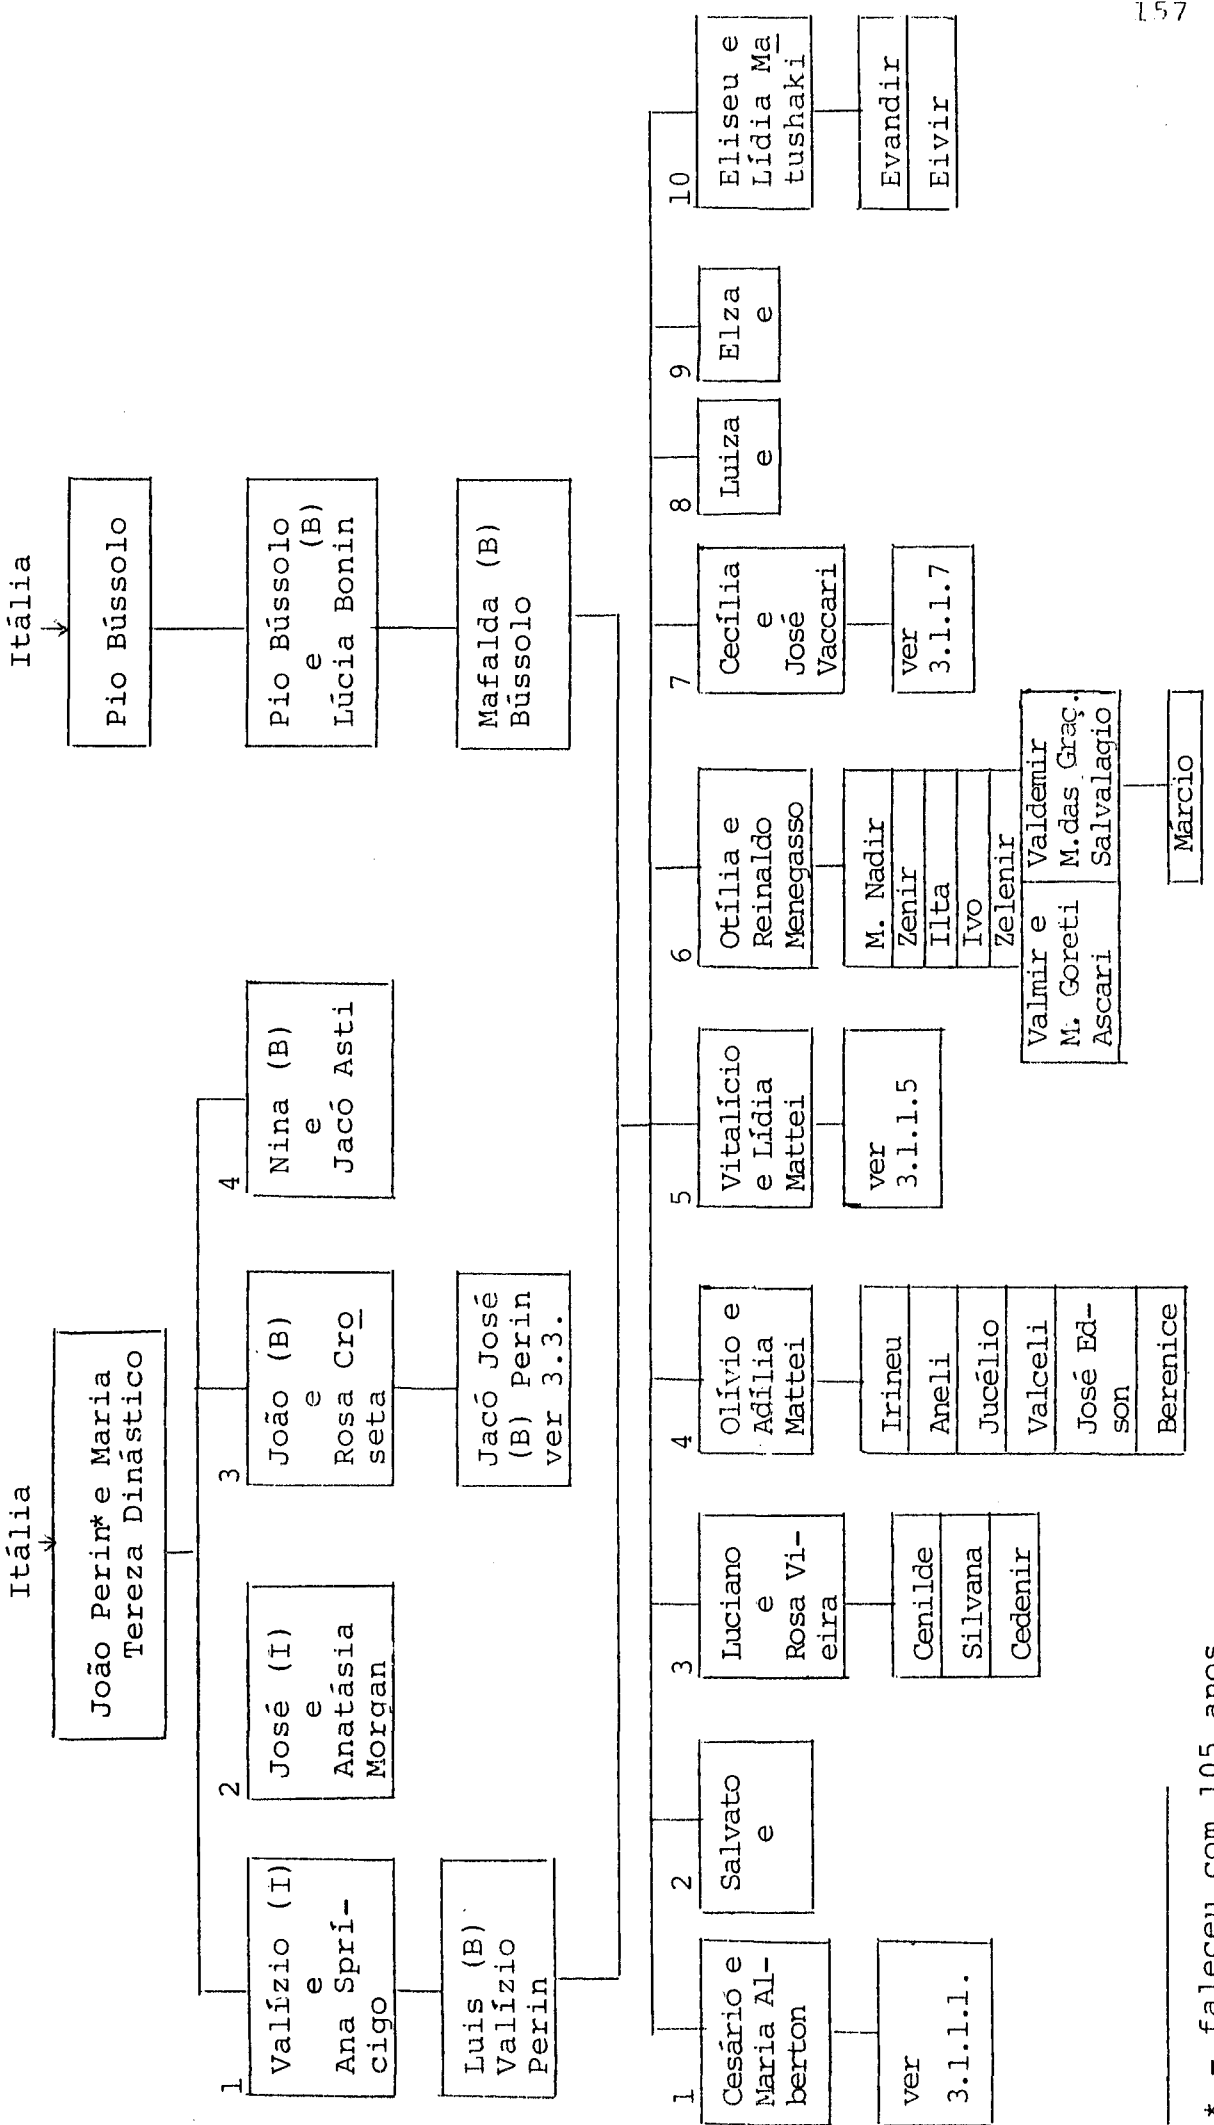 157
Itália
João Perin* e Maria
Tereza Dinástico
Itália
Pio Bússolo
1
Valízio (I)
e
Ana Sprí-
cigo
2
José (I)
e
Anatásia
Morgan
3
João (B)
e
Rosa Cro
seta
4
Nina (B)
e
Jacó Asti
Pio Bússolo
e (B)
Lúcia Bonin
Luis (B)
Valízio
Perin
Jacó José
(B) Perin
ver 3.3.
Mafalda (B)
Bússolo
1
Cesário e
Maria Al-
berton
ver
3.1.1.1.
2
Salvato
e
3
Luciano
e
Rosa Vi-
eira
Cenilde
Silvana
Cedenir
4
Olívio e
Adília
Mattei
Irineu
Aneli
Jucélio
Valceli
José Ed-
son
Berenice
5
Vitalício
e Lídia
Mattei
ver
3.1.1.5
6
Otília e
Reinaldo
Menegasso
M. Nadir
Zenir
Ilta
Ivo
Zelenir
Valmir e
M. Goreti
Ascari
Valdemir
M.das Graç.
Salvalagio
Márcio
7
Cecília
e
José
Vaccari
ver
3.1.1.7
8
Luiza
e
9
Elza
e
10
Eliseu e
Lídia Ma
tushaki
Evandir
Eivir
* - faleceu com 105 anos